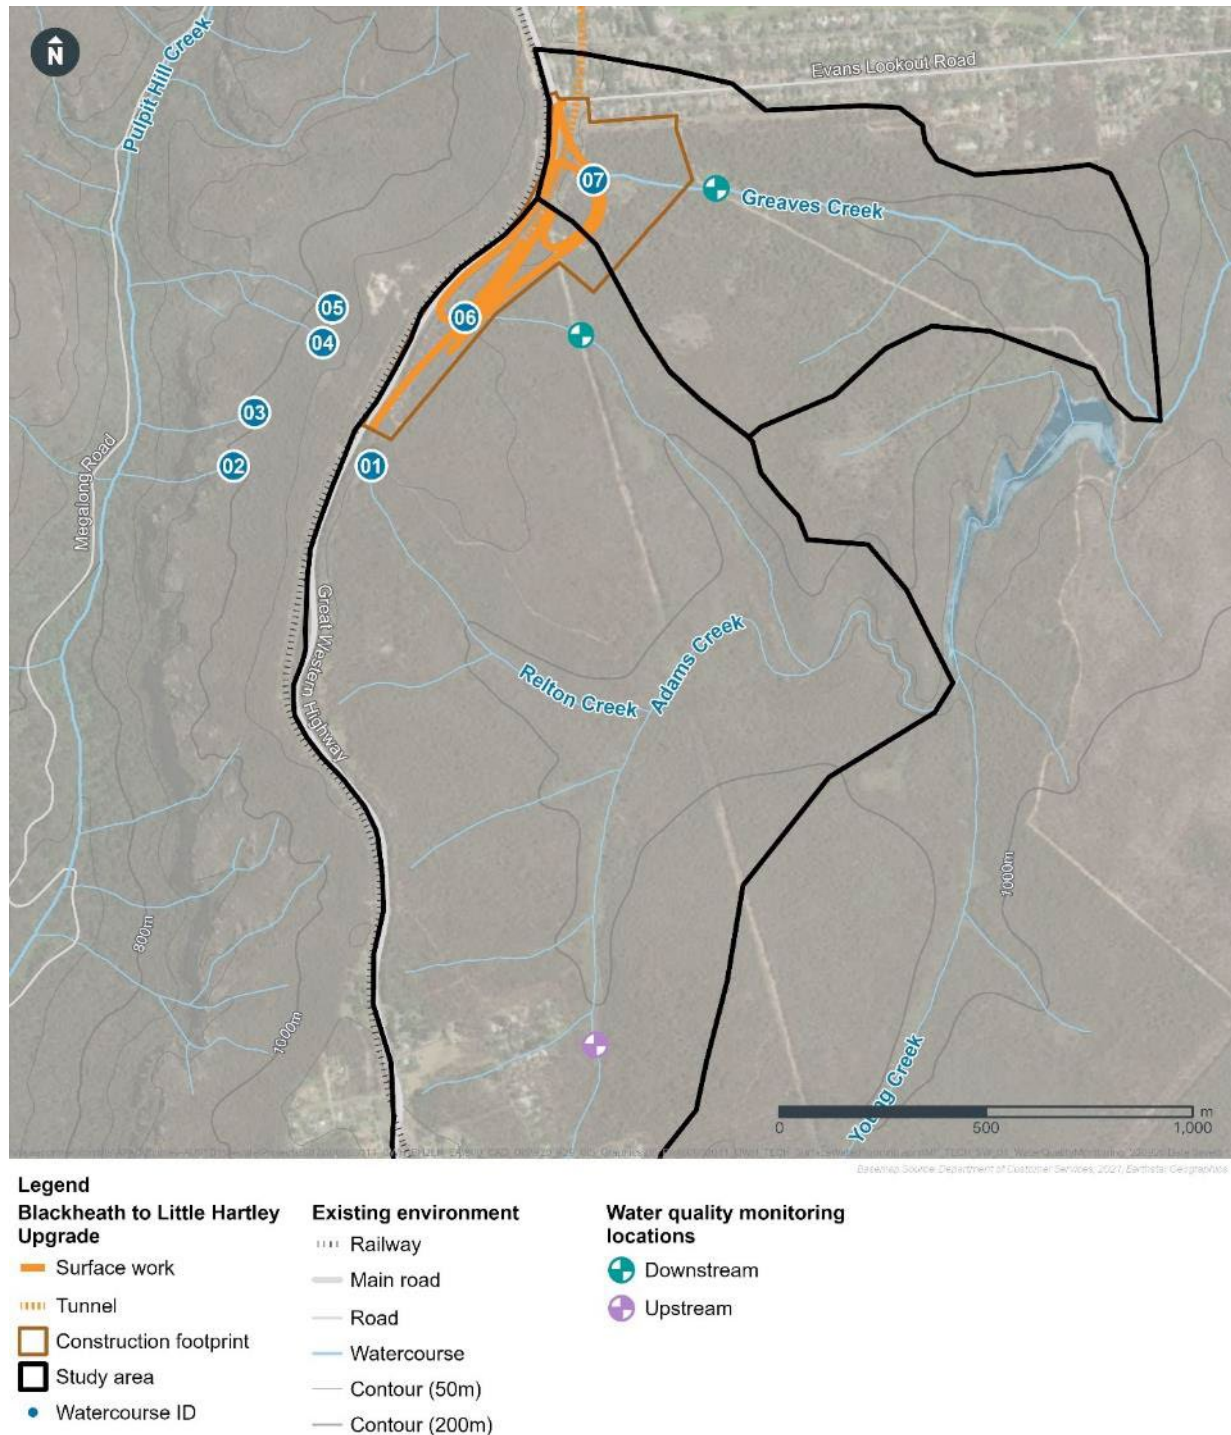 N
Pulpit Hill Creek
Evans Lookout Road
07
Greaves Creek
05
06
04
03
02
01
Megalong Road
Great Western Highway
Relton Creek
Adams Creek
800m
1000m
1000m
Young Creek
m
0
500
1,000
Basemap Source: Department of Customer Services, 2021; Earthstar Geographics
Legend
Blackheath to Little Hartley Upgrade
Surface work
Tunnel
Construction footprint
Study area
Watercourse ID
Existing environment
Railway
Main road
Road
Watercourse
Contour (50m)
Contour (200m)
Water quality monitoring
locations
Downstream
Upstream